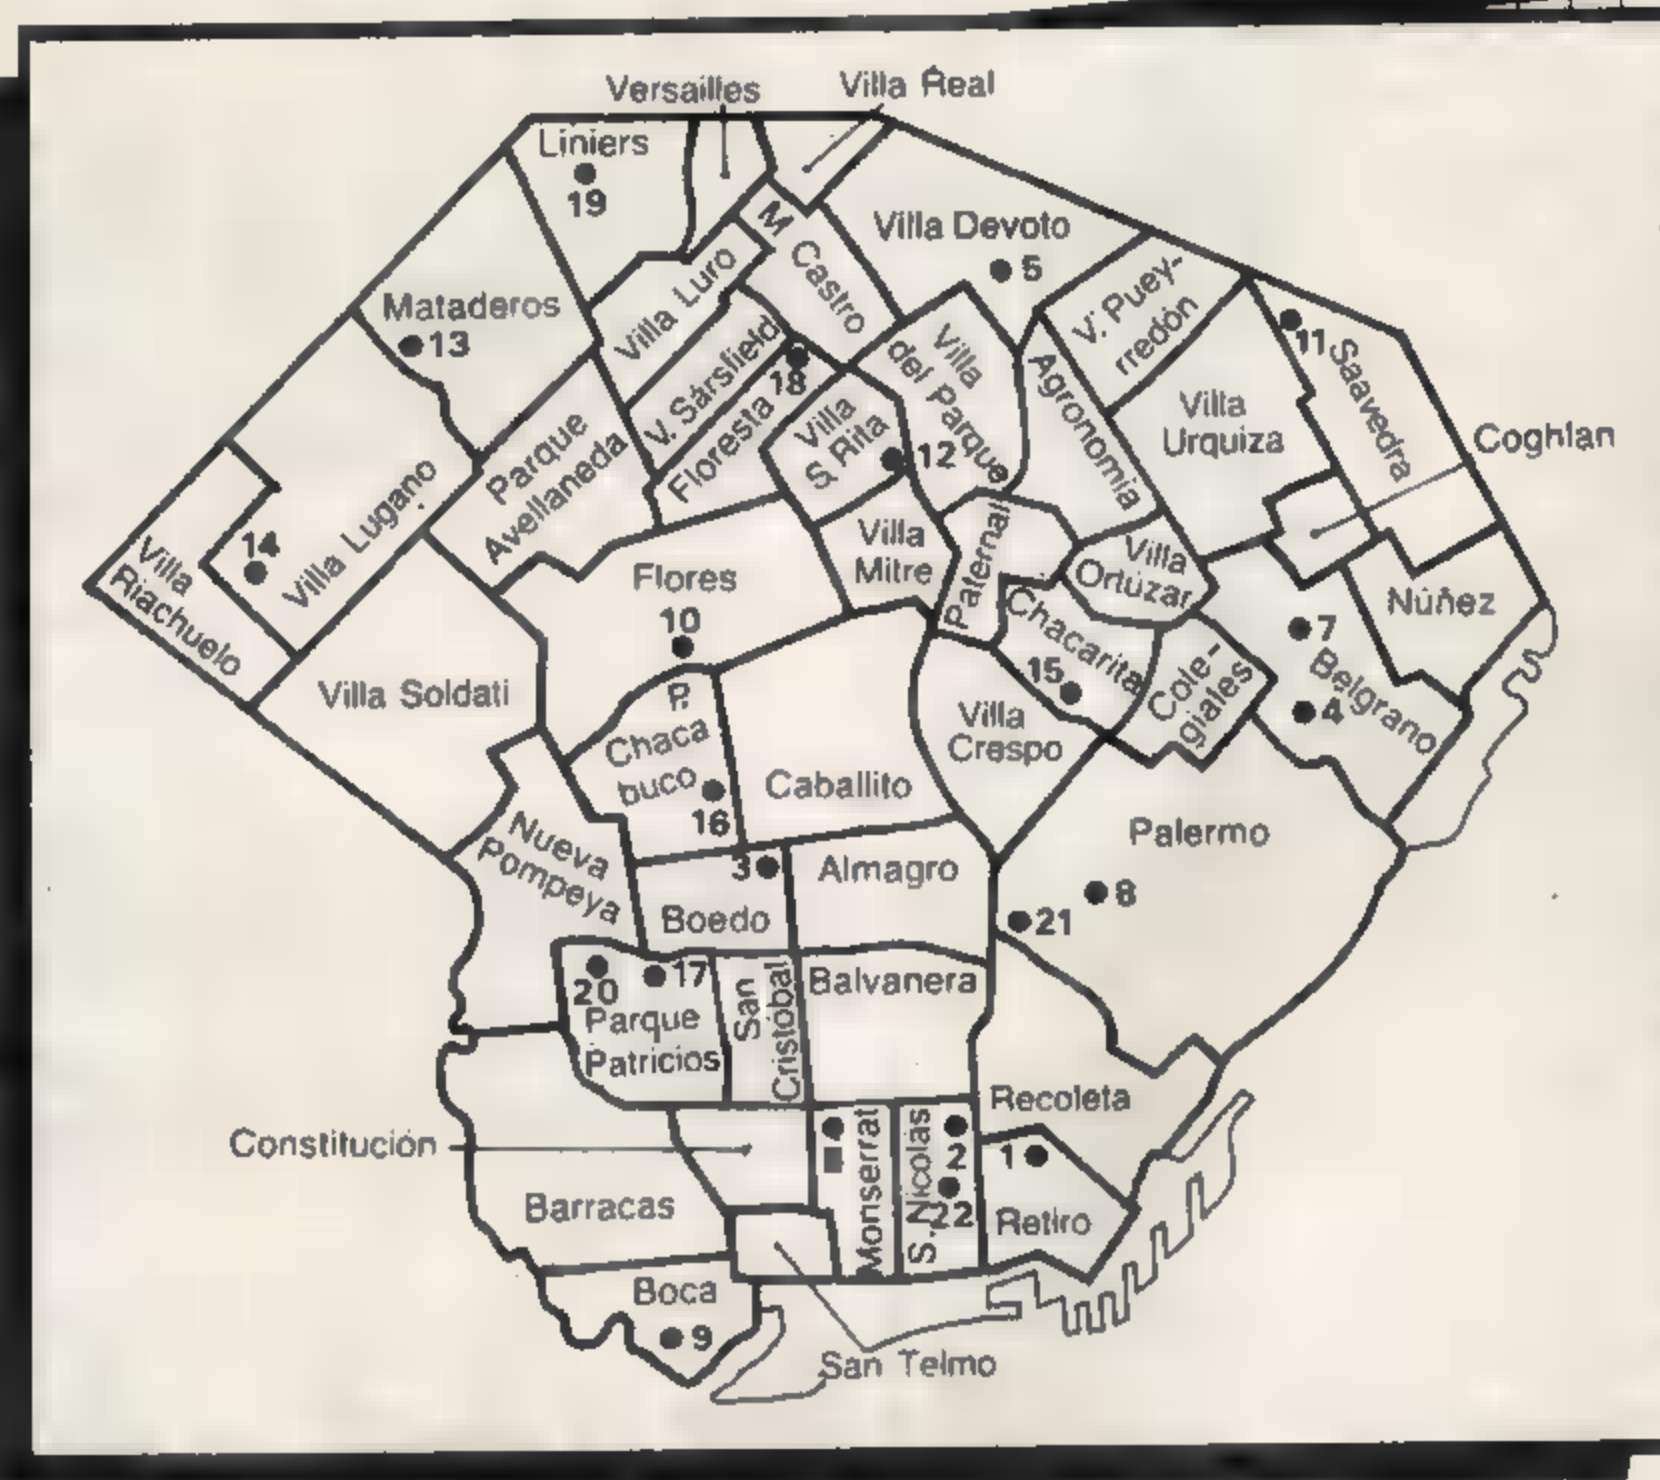 Versailles
Villa Real
Liniers
19
M
Castro
Villa Devoto
5
Villa Luro
V. Puey-
rredón
Mataderos
13
11
Saavedra
V. Sársfield
18
Floresta
Villa
del Parque
Agronomia
Villa
Urquiza
Coghlan
Parque
Avellaneda
Villa
S. Rita
12
Villa Lugano
14
Villa
Riachuelo
Villa
Mitre
Paternal
Villa
Ortúzar
Flores
10
Chacarita
15
Núñez
7
Belgrano
4
Cole-
giales
Villa Soldati
P.
Chaca
buco
16
Villa
Crespo
Caballito
Nueva
Pompeya
Palermo
3
Almagro
Boedo
8
21
20
17
Parque
Patricios
San
Cristobal
Balvanera
Recoleta
Constitución
Monserrat
S. Nicolas
2
22
1
Retiro
Barracas
Boca
9
San Telmo